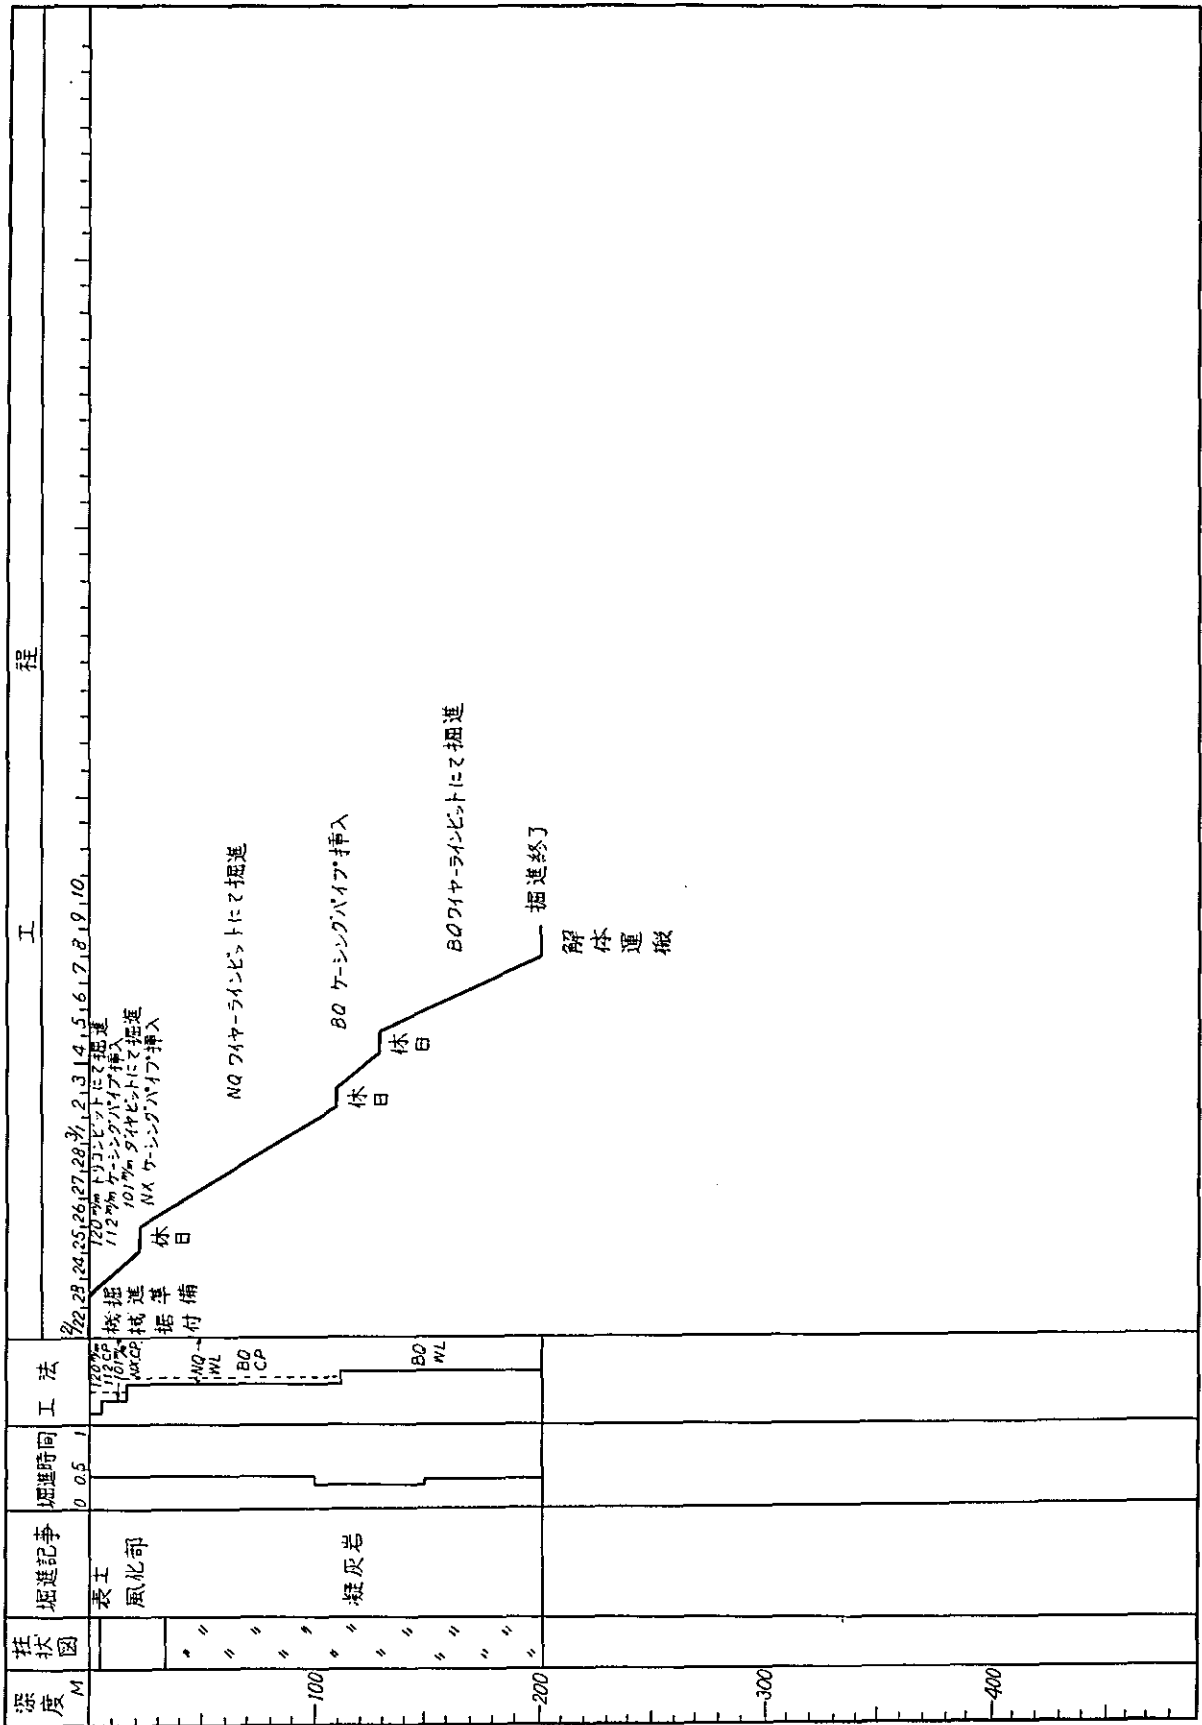 深度 M
柱状図
堀進記事
堀進時間
0 0.5 1
工法
工程
2/22 23 24 25 26 27 28 3/1 2 3 4 5 6 7 8 9 10
100
200
300
400
表土
風化部
凝灰岩
120m/m
112CP
101m/m
NXCP
NQ
WL
BQ
CP
BQ
WL
機械据付
掘進準備
120m/m トリコンビットにて掘進
112m/m ケーシングパイプ挿入
101m/m ダイヤビットにて掘進
NX ケーシングパイプ挿入
休日
NQワイヤーラインビットにて掘進
休日
BQ ケーシングパイプ挿入
休日
BQワイヤーラインビットにて掘進
掘進終了
解体運搬